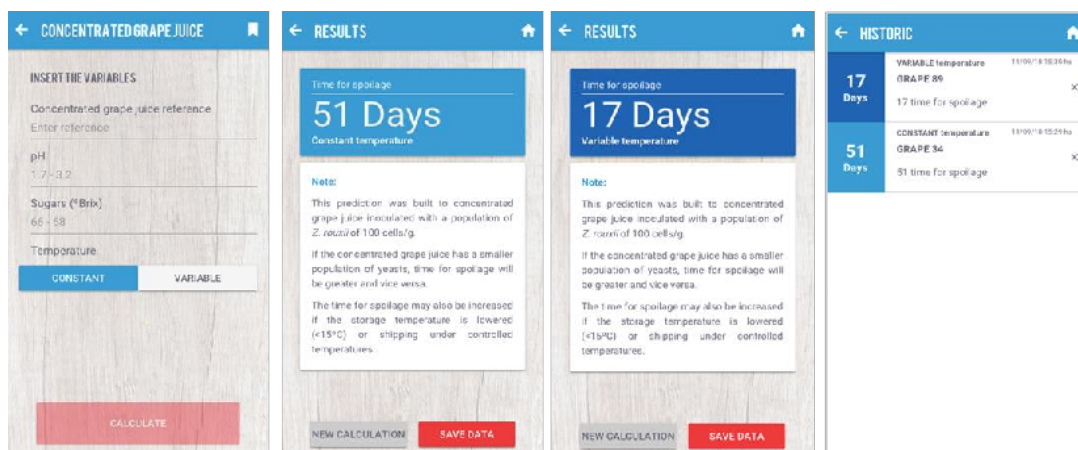 CONCENTRATED GRAPE JUICE
INSERT THE VARIABLES
Concentrated grape juice reference
Enter reference
pH
1.7 - 3.2
Sugars (ºBrix)
66 - 68
Temperature
CONSTANT
VARIABLE
CALCULATE
RESULTS
Time for spoilage
51 Days
Constant temperature
Note:
This prediction was built to concentrated
grape juice inoculated with a population of
Z. rouxii of 100 cells/g.
If the concentrated grape juice has a smaller
population of yeasts, time for spoilage will
be greater and vice versa.
The time for spoilage may also be increased
if the storage temperature is lowered
(<15ºC) or shipping under controlled
temperatures.
NEW CALCULATION
SAVE DATA
RESULTS
Time for spoilage
17 Days
Variable temperature
Note:
This prediction was built to concentrated
grape juice inoculated with a population of
Z. rouxii of 100 cells/g.
If the concentrated grape juice has a smaller
population of yeasts, time for spoilage will
be greater and vice versa.
The time for spoilage may also be increased
if the storage temperature is lowered
(<15ºC) or shipping under controlled
temperatures.
NEW CALCULATION
SAVE DATA
HISTORIC
17
Days
VARIABLE temperature
GRAPE 89
17 time for spoilage
51
Days
CONSTANT temperature
GRAPE 34
51 time for spoilage